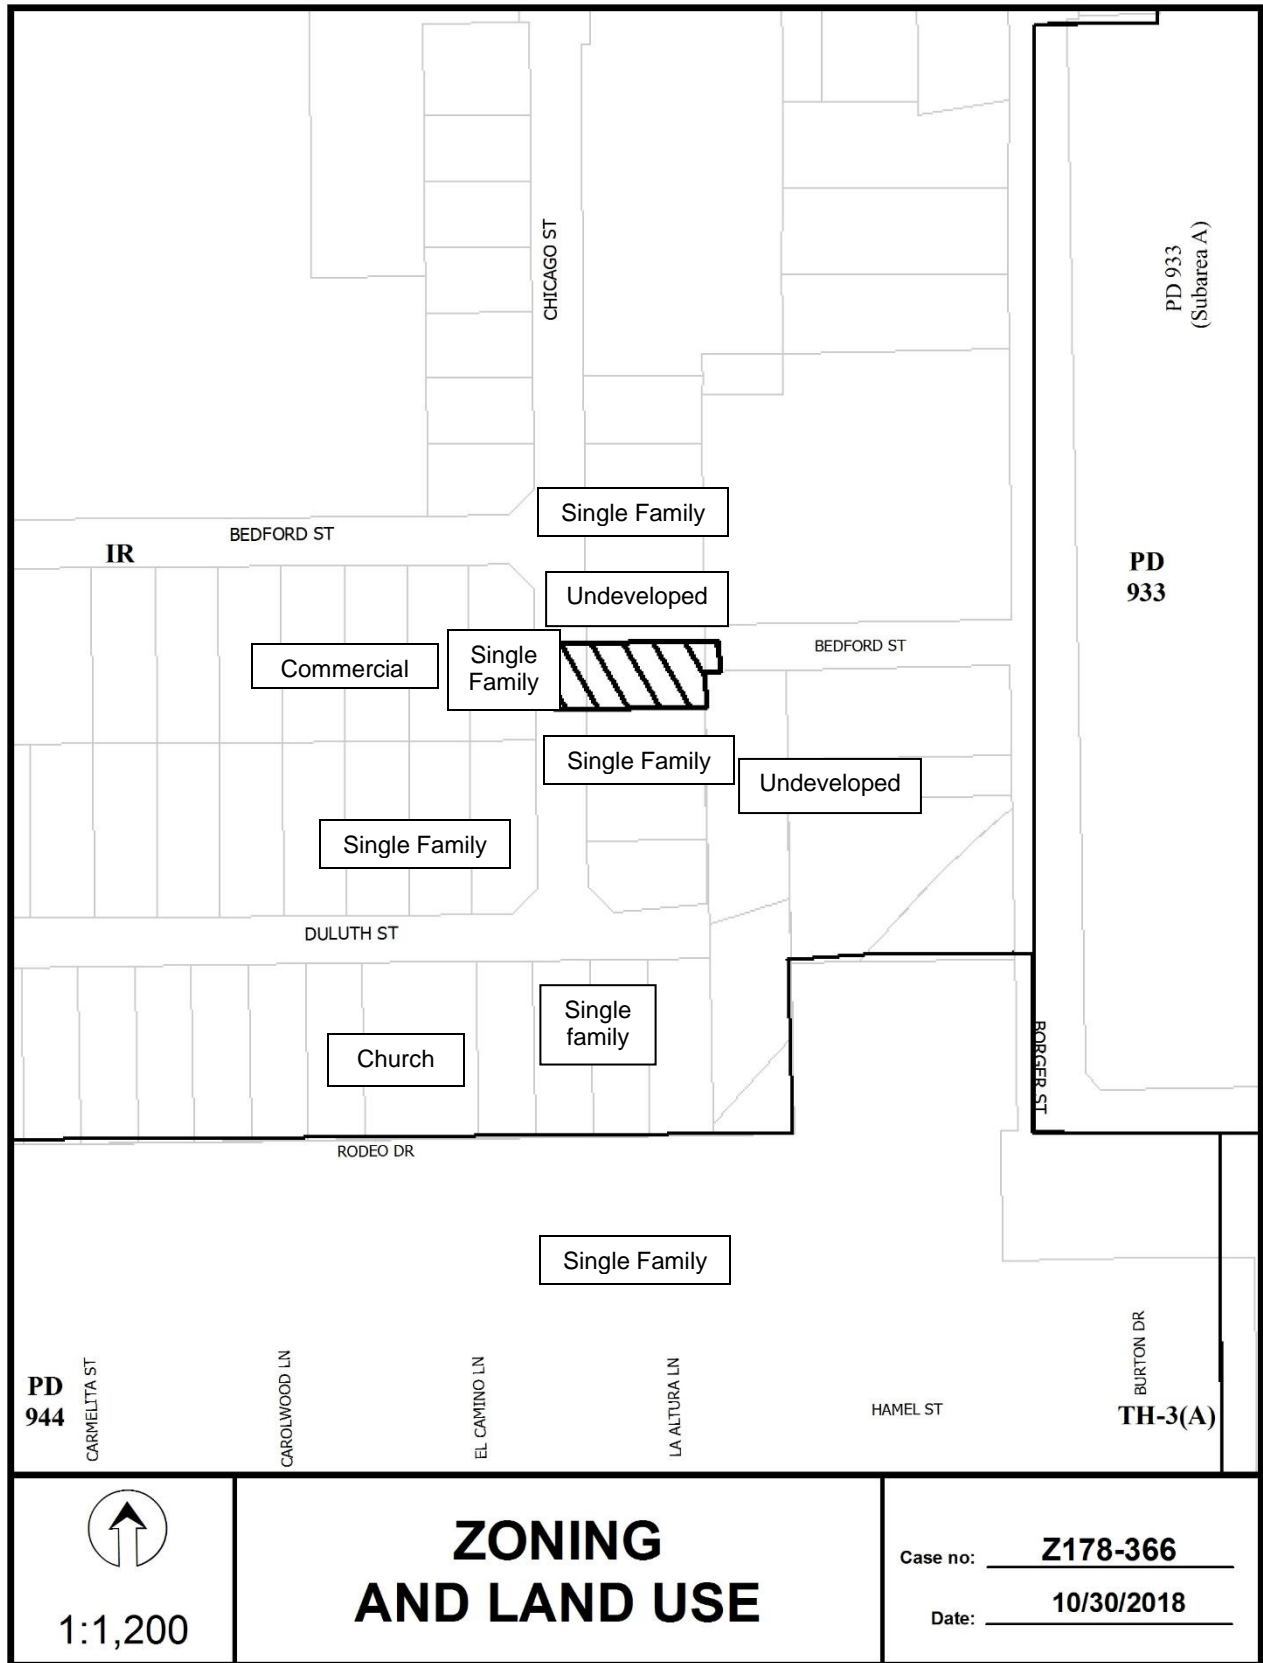 CHICAGO ST
PD 933
(Subarea A)
Single Family
BEDFORD ST
IR
PD
933
Undeveloped
BEDFORD ST
Commercial
Single
Family
Single Family
Undeveloped
Single Family
DULUTH ST
Single
family
Church
BORGER ST
RODEO DR
Single Family
BURTON DR
PD
944
CARMELITA ST
CAROLWOOD LN
EL CAMINO LN
LA ALTURA LN
HAMEL ST
TH-3(A)
1:1,200
ZONING
AND LAND USE
Case no: Z178-366
Date: 10/30/2018